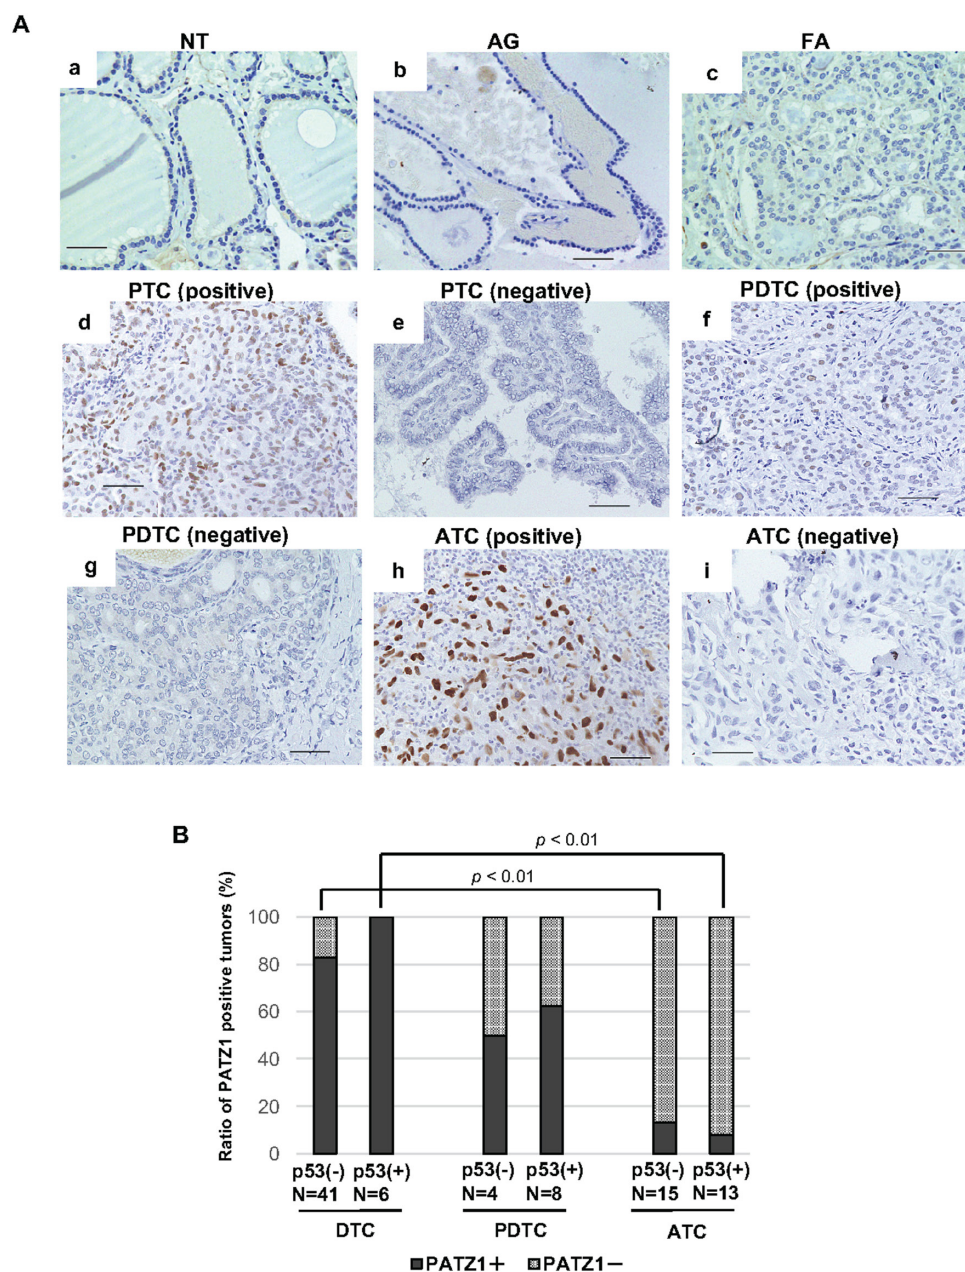 A
NT AG FA
a b c
PTC (positive) PTC (negative) PDTC (positive)
d e f
PDTC (negative) ATC (positive) ATC (negative)
g h i
B
p < 0.01
p < 0.01
Ratio of PATZ1 positive tumors (%)
100
80
60
40
20
0
p53(-) p53(+) p53(-) p53(+) p53(-) p53(+)
N=41 N=6 N=4 N=8 N=15 N=13
DTC PDTC ATC
PATZ1+ PATZ1−